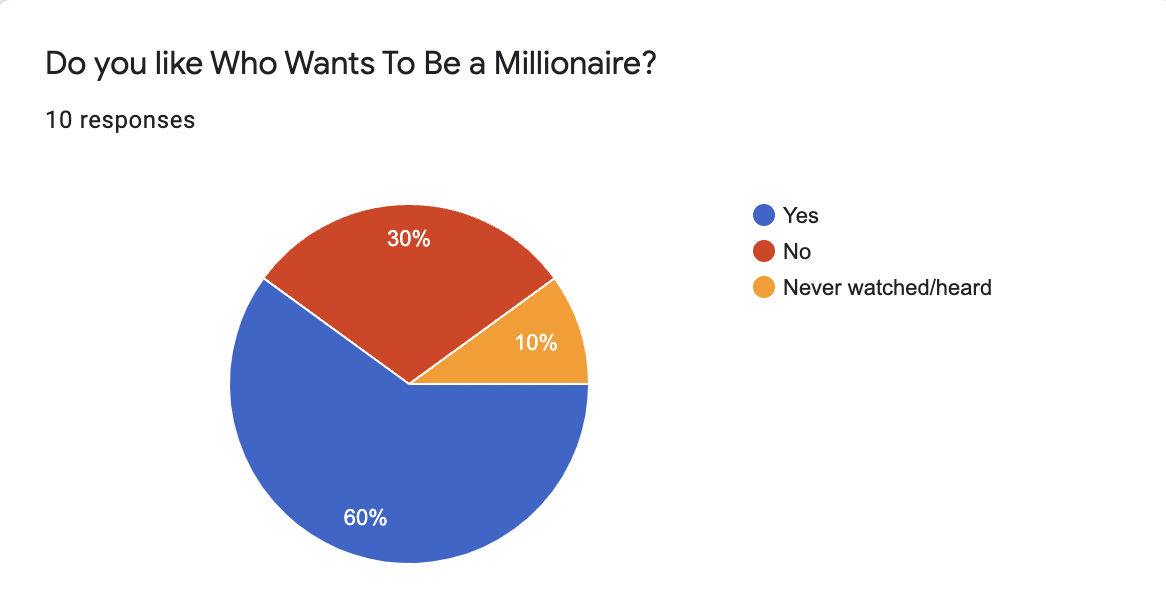 Do you like Who Wants To Be a Millionaire?
10 responses
30%
10%
60%
Yes
No
Never watched/heard